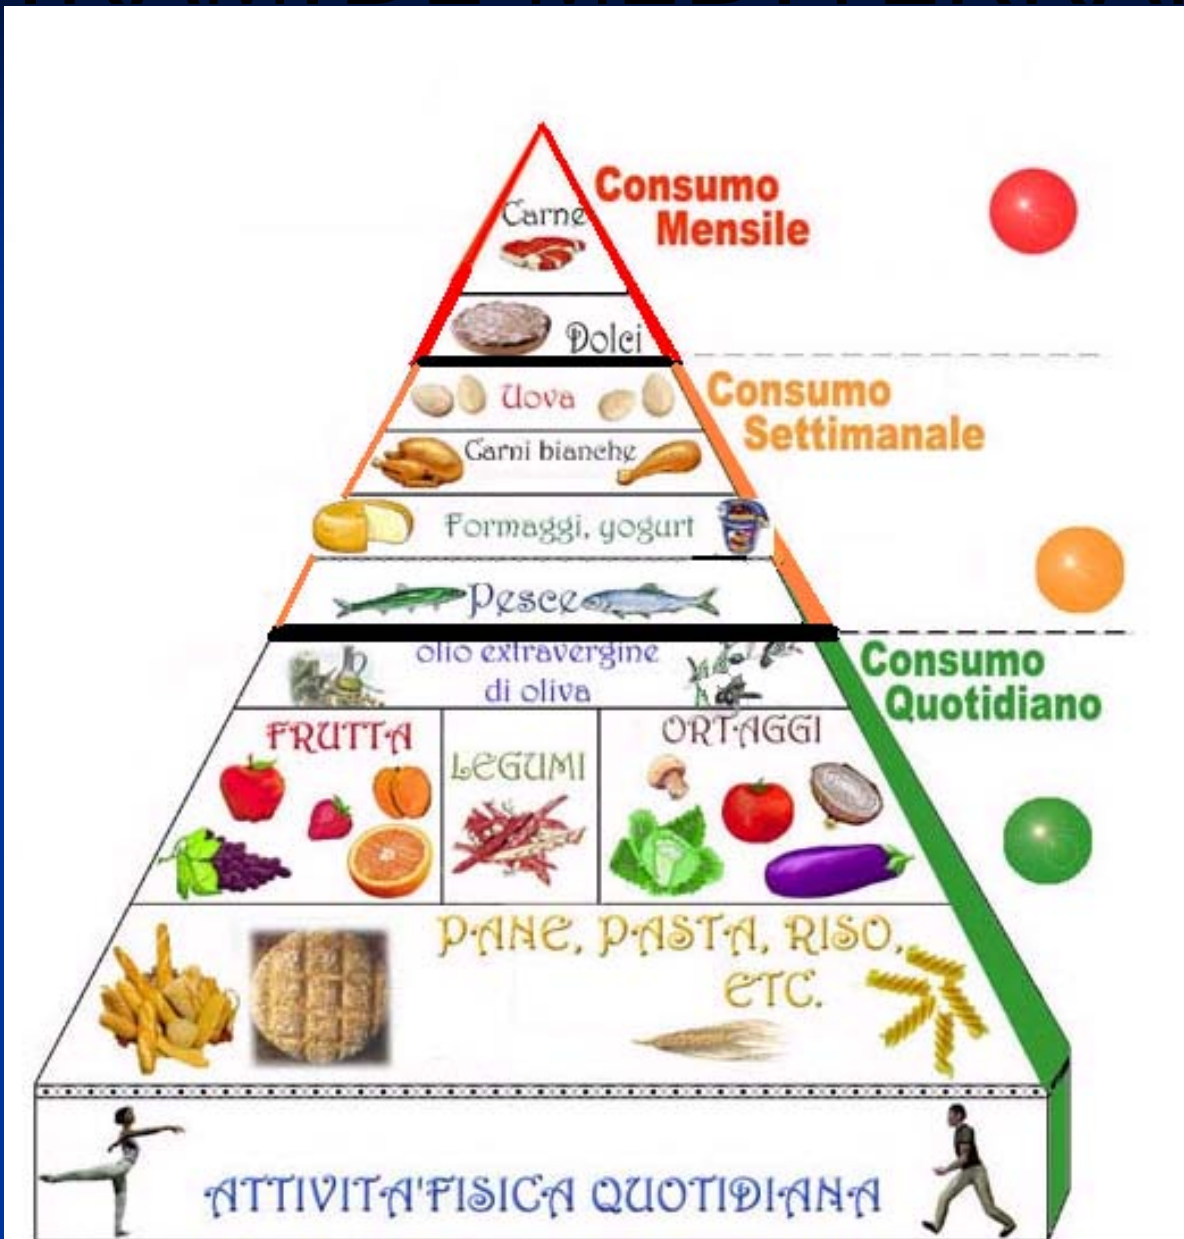 Carne
Consumo
Mensile
Dolci
Uova
Consumo
Settimanale
Carni bianche
Formaggi, yogurt
Pesce
olio extravergine
di oliva
Consumo
Quotidiano
FRUTTA
LEGUMI
ORTAGGI
PANE, PASTA, RISO,
ETC.
ATTIVITA'FISICA QUOTIDIANA